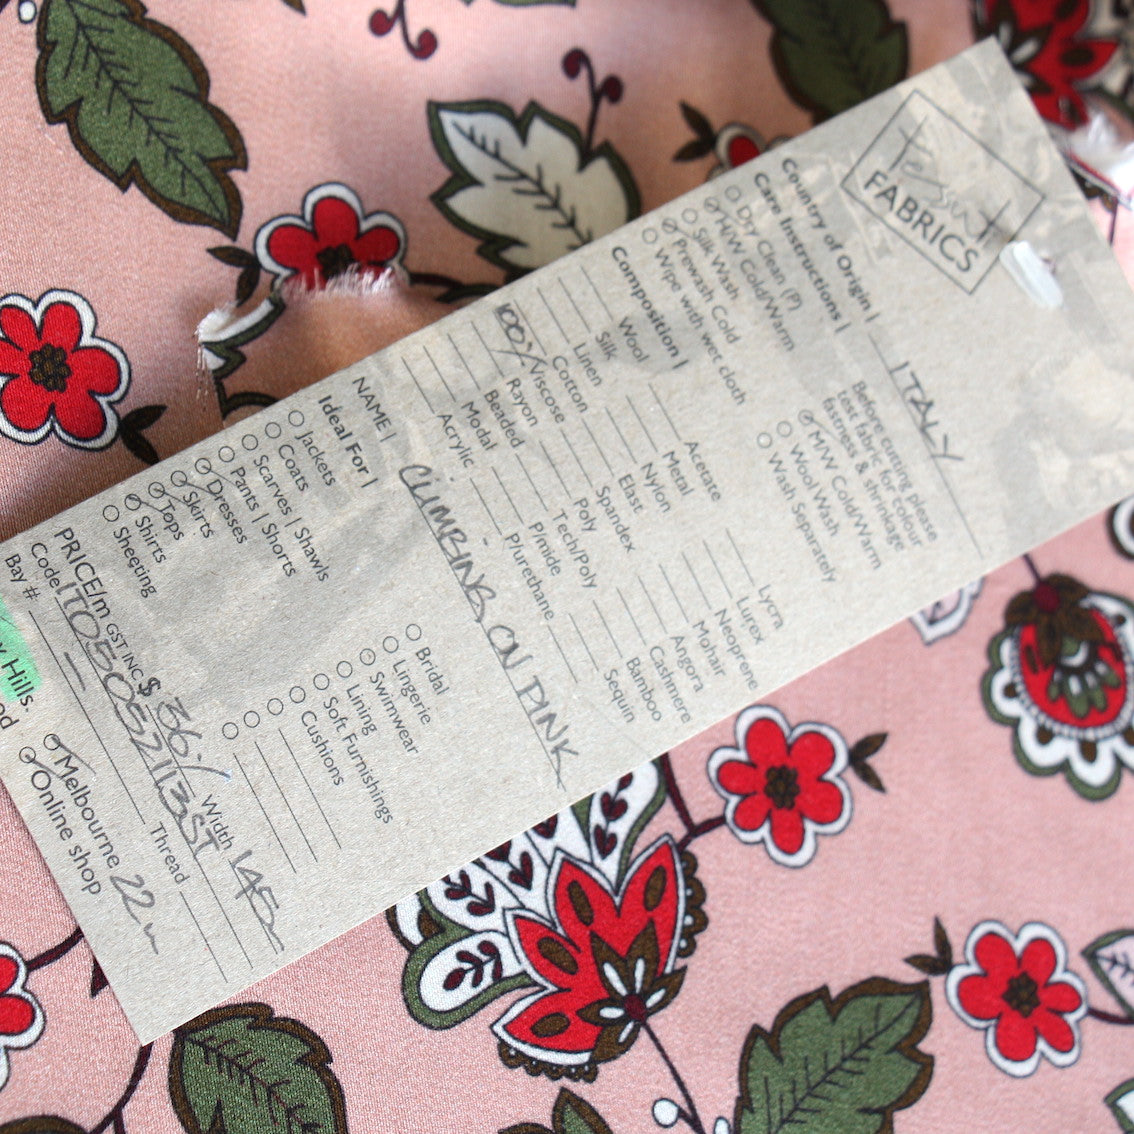 Tessuti
FABRICS
Country of Origin | ITALY
Care Instructions |
Dry Clean (P)
H/W Cold/Warm
Silk Wash
Prewash Cold
Wipe with wet cloth
Before cutting please
test fabric for colour
fastness & shrinkage
M/W Cold/Warm
Wool Wash
Wash Separately
Composition |
Wool
Silk
Linen
Cotton
100% Viscose
Rayon
Beaded
Modal
Acrylic
Acetate
Metal
Nylon
Elast
Spandex
Poly
Tech/Poly
P/mide
P/urethane
Lycra
Lurex
Neoprene
Mohair
Angora
Cashmere
Bamboo
Sequin
NAME | CLIMBING ON PINK
Ideal For |
Jackets
Coats
Scarves | Shawls
Pants | Shorts
Dresses
Skirts
Tops
Shirts
Sheeting
Bridal
Lingerie
Swimwear
Lining
Soft Furnishings
Cushions
PRICE/m GST INC $ 36.- Width 145
Code
Bay # Thread
Hills.
Melbourne 22m
Online shop